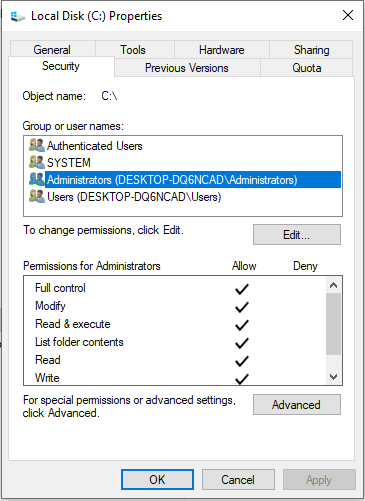 Local Disk (C:) Properties
General Tools Hardware Sharing
Security Previous Versions Quota
Object name: C:\
Group or user names:
Authenticated Users
SYSTEM
Administrators (DESKTOP-DQ6NCAD\Administrators)
Users (DESKTOP-DQ6NCAD\Users)
To change permissions, click Edit.
Edit...
Permissions for Administrators Allow Deny
Full control
Modify
Read & execute
List folder contents
Read
Write
For special permissions or advanced settings,
click Advanced.
Advanced
OK Cancel Apply